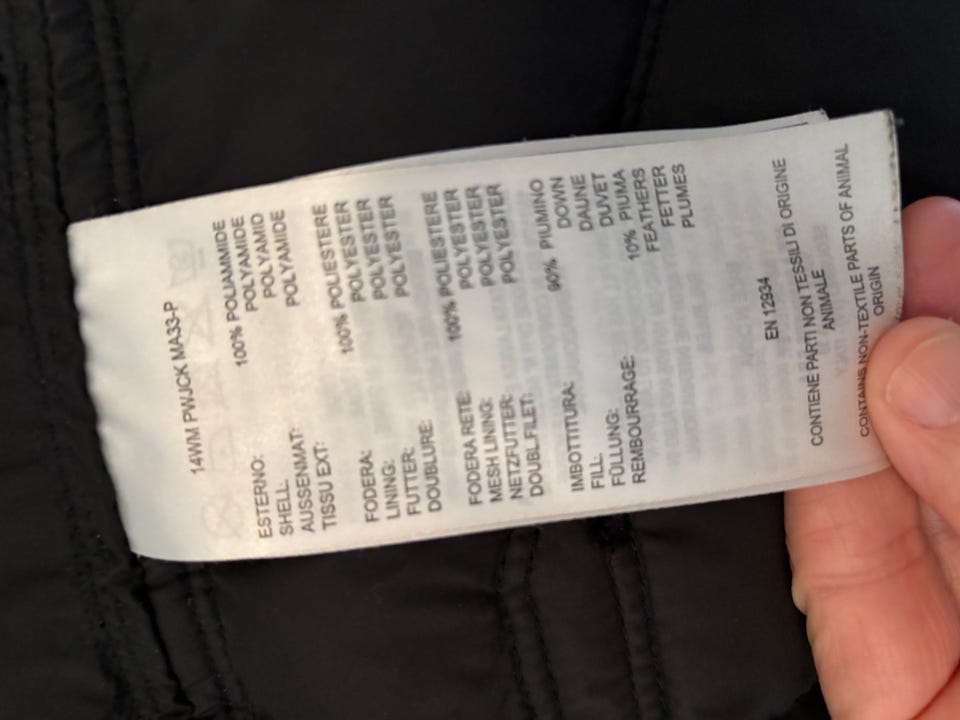 14WM PWJCK MA33-P
ESTERNO: 100% POLIAMMIDE
SHELL: POLYAMIDE
AUSSENMAT: POLYAMID
TISSU EXT: POLYAMIDE
FODERA: 100% POLIESTERE
LINING: POLYESTER
FUTTER: POLYESTER
DOUBLURE: POLYESTER
FODERA RETE: 100% POLIESTERE
MESH LINING: POLYESTER
NETZFUTTER: POLYESTER
DOUBL.FILET: POLYESTER
IMBOTTITURA: 90% PIUMINO
FILL: DOWN
FÜLLUNG: DAUNE
REMBOURRAGE: DUVET
10% PIUMA
FEATHERS
FETTER
PLUMES
EN 12934
CONTIENE PARTI NON TESSILI DI ORIGINE
ANIMALE
CONTAINS NON-TEXTILE PARTS OF ANIMAL
ORIGIN